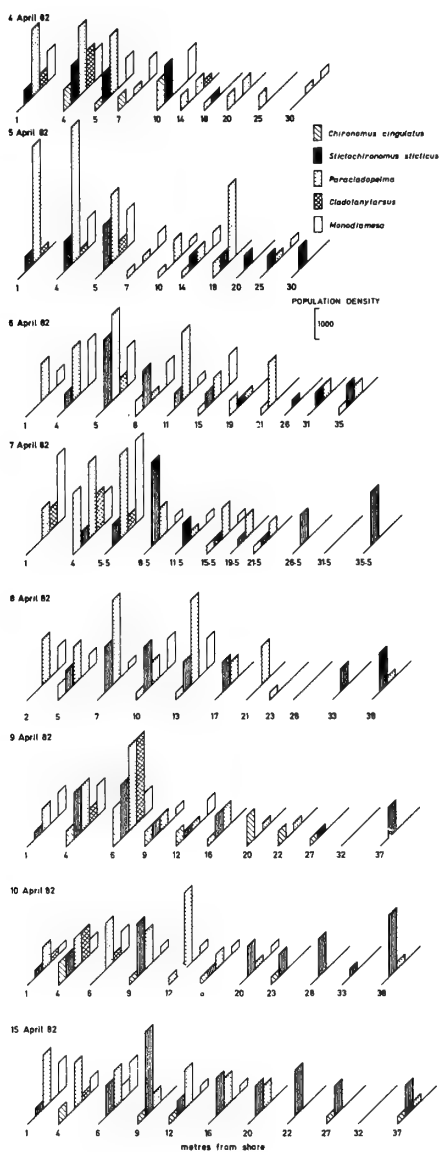 4 April 82
1 4 5 7 10 14 18 20 25 30
Chironomus cingulatus
Stictochironomus sticticus
Paracladopelma
Cladotanytarsus
Monodiamesa
5 April 82
1 4 5 7 10 14 18 20 25 30
POPULATION DENSITY
1000
6 April 82
1 4 5 8 11 15 19 21 26 31 35
7 April 82
1 4 5·5 8·5 11·5 15·5 19·5 21·5 26·5 31·5 35·5
8 April 82
2 5 7 10 13 17 21 23 28 33 38
9 April 82
1 4 6 9 12 16 20 22 27 32 37
10 April 82
1 4 6 9 12 20 23 28 33 38
15 April 82
1 4 6 9 12 16 20 22 27 32 37
metres from shore